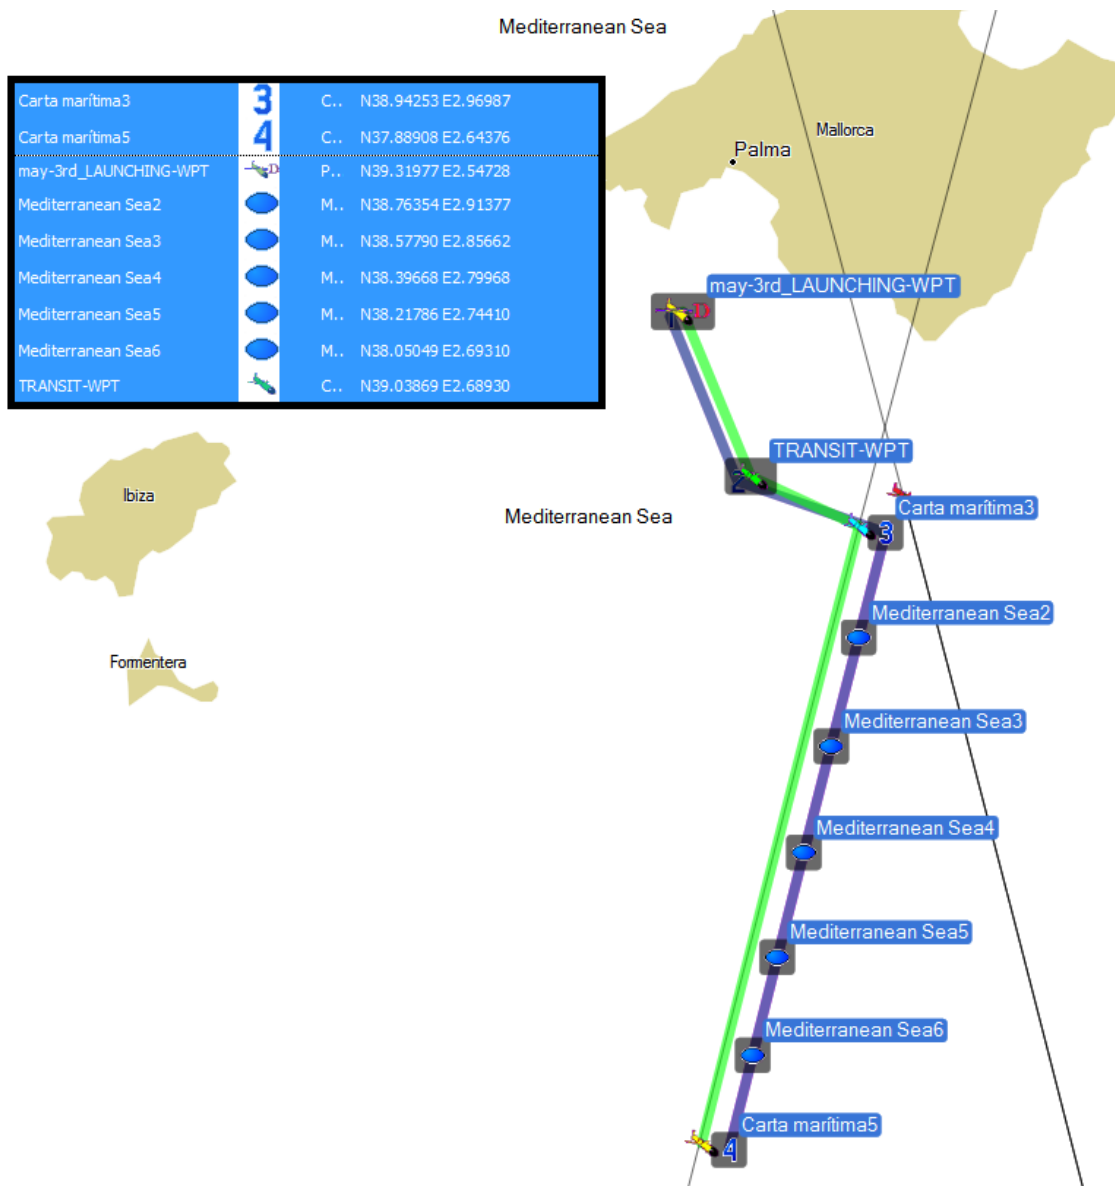 Mediterranean Sea
Carta marítima3 3 C.. N38.94253 E2.96987
Carta marítima5 4 C.. N37.88908 E2.64376
may-3rd_LAUNCHING-WPT D P.. N39.31977 E2.54728
Mediterranean Sea2 M.. N38.76354 E2.91377
Mediterranean Sea3 M.. N38.57790 E2.85662
Mediterranean Sea4 M.. N38.39668 E2.79968
Mediterranean Sea5 M.. N38.21786 E2.74410
Mediterranean Sea6 M.. N38.05049 E2.69310
TRANSIT-WPT C.. N39.03869 E2.68930
Mallorca
Palma
may-3rd_LAUNCHING-WPT
1 D
TRANSIT-WPT
2
Ibiza
Mediterranean Sea
Carta marítima3
3
Mediterranean Sea2
Formentera
Mediterranean Sea3
Mediterranean Sea4
Mediterranean Sea5
Mediterranean Sea6
Carta marítima5
4